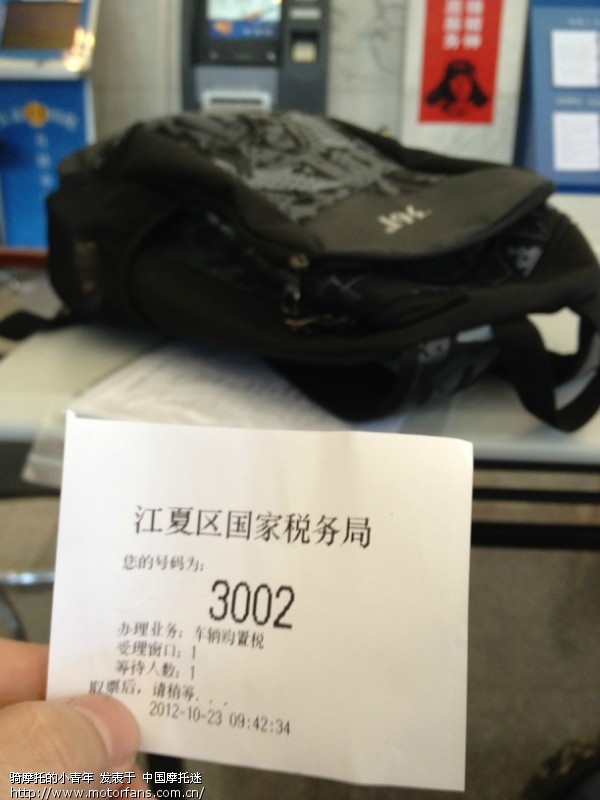 江夏区国家税务局
您的号码为:
3002
办理业务: 车辆购置税
受理窗口: 1
等待人数: 1
取票后, 请稍等. . .
2012-10-23 09:42:34
骑摩托的小青年 发表于 中国摩托迷
http://www.motorfans.com.cn/